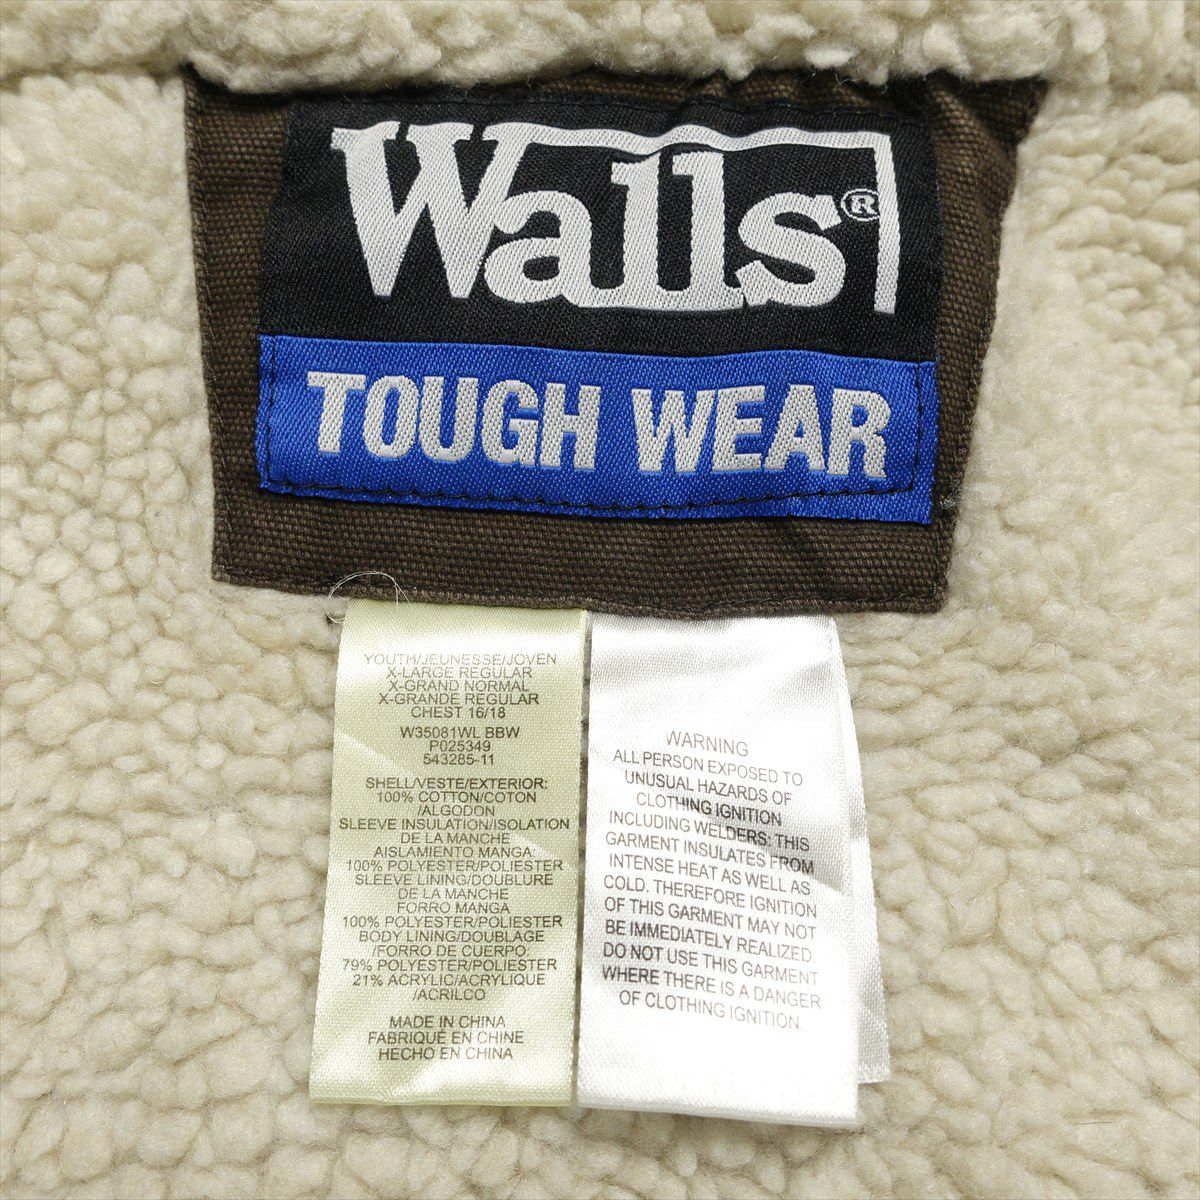 Walls®
TOUGH WEAR
YOUTH/JEUNESSE/JOVEN
X-LARGE REGULAR
X-GRAND NORMAL
X-GRANDE REGULAR
CHEST 16/18
W35081WL BBW
P025349
543285-11
SHELL/VESTE/EXTERIOR:
100% COTTON/COTON
/ALGODON
SLEEVE INSULATION/ISOLATION
DE LA MANCHE
AISLAMIENTO MANGA:
100% POLYESTER/POLIESTER
SLEEVE LINING/DOUBLURE
DE LA MANCHE
FORRO MANGA
100% POLYESTER/POLIESTER
BODY LINING/DOUBLAGE
/FORRO DE CUERPO:
79% POLYESTER/POLIESTER
21% ACRYLIC/ACRYLIQUE
/ACRILCO
MADE IN CHINA
FABRIQUÉ EN CHINE
HECHO EN CHINA
WARNING
ALL PERSON EXPOSED TO
UNUSUAL HAZARDS OF
CLOTHING IGNITION
INCLUDING WELDERS: THIS
GARMENT INSULATES FROM
INTENSE HEAT AS WELL AS
COLD. THEREFORE IGNITION
OF THIS GARMENT MAY NOT
BE IMMEDIATELY REALIZED
DO NOT USE THIS GARMENT
WHERE THERE IS A DANGER
OF CLOTHING IGNITION.